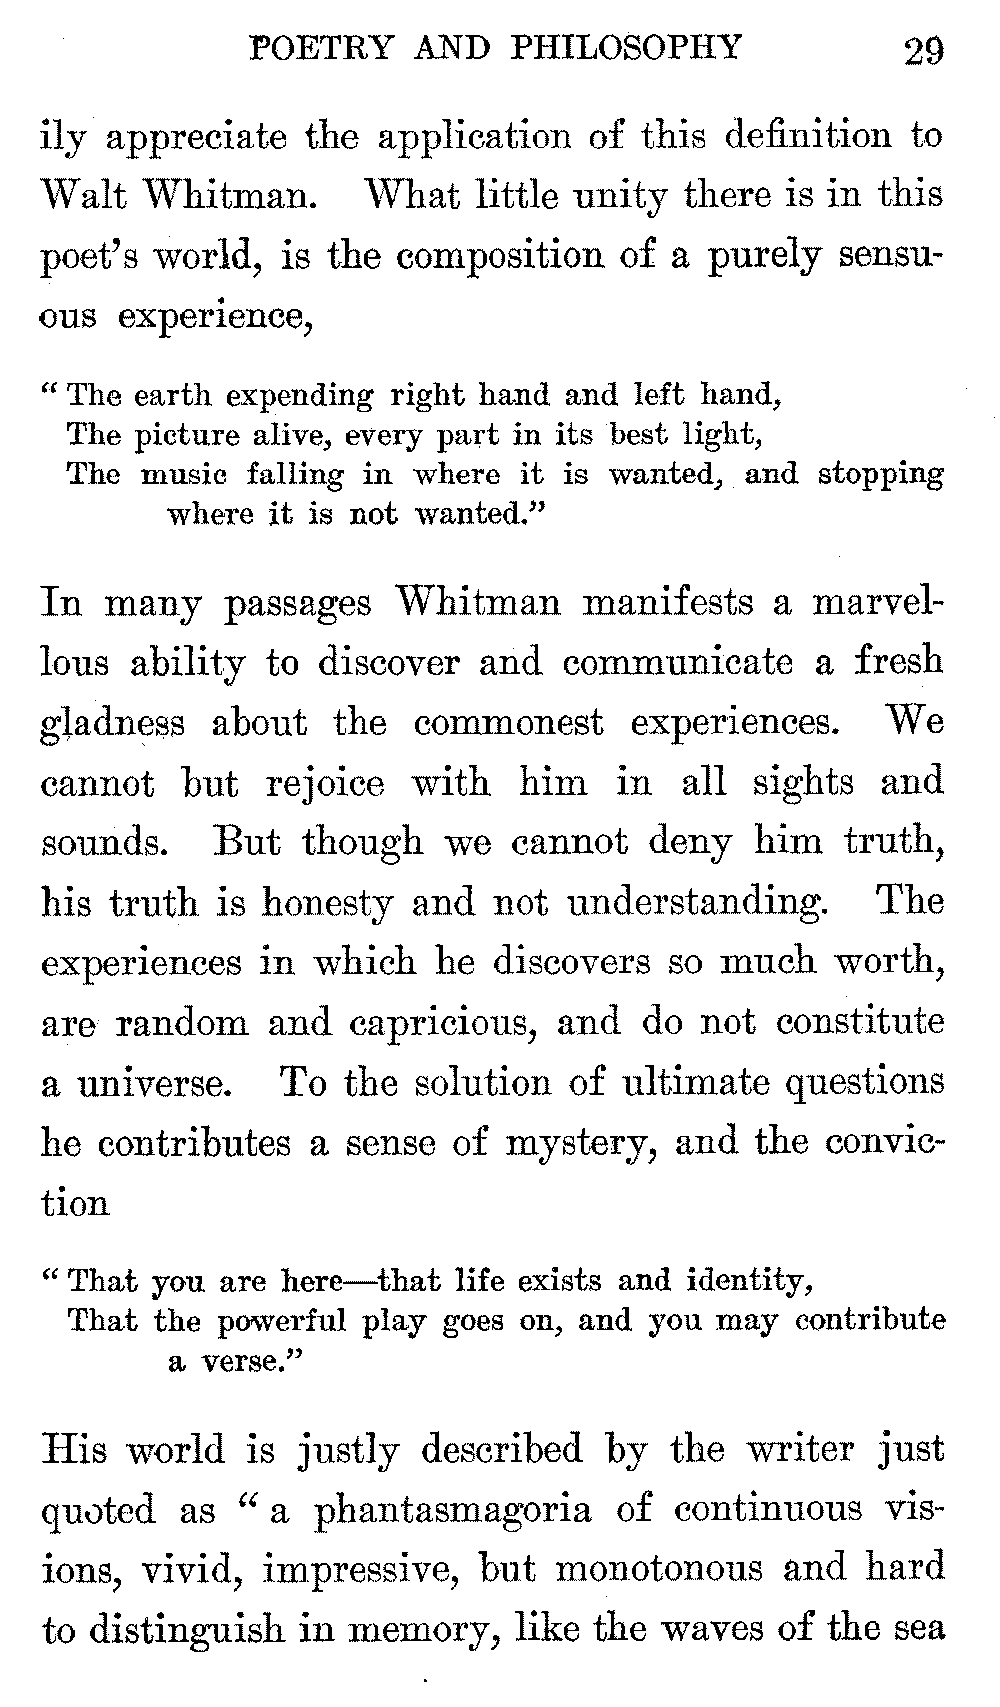 POETRY AND PHILOSOPHY 29
ily appreciate the application of this definition to
Walt Whitman. What little unity there is in this
poet's world, is the composition of a purely sensu-
ous experience,
“ The earth expending right hand and left hand,
The picture alive, every part in its best light,
The music falling in where it is wanted, and stopping
where it is not wanted.”
In many passages Whitman manifests a marvel-
lous ability to discover and communicate a fresh
gladness about the commonest experiences. We
cannot but rejoice with him in all sights and
sounds. But though we cannot deny him truth,
his truth is honesty and not understanding. The
experiences in which he discovers so much worth,
are random and capricious, and do not constitute
a universe. To the solution of ultimate questions
he contributes a sense of mystery, and the convic-
tion
“ That you are here—that life exists and identity,
That the powerful play goes on, and you may contribute
a verse.”
His world is justly described by the writer just
quoted as “ a phantasmagoria of continuous vis-
ions, vivid, impressive, but monotonous and hard
to distinguish in memory, like the waves of the sea